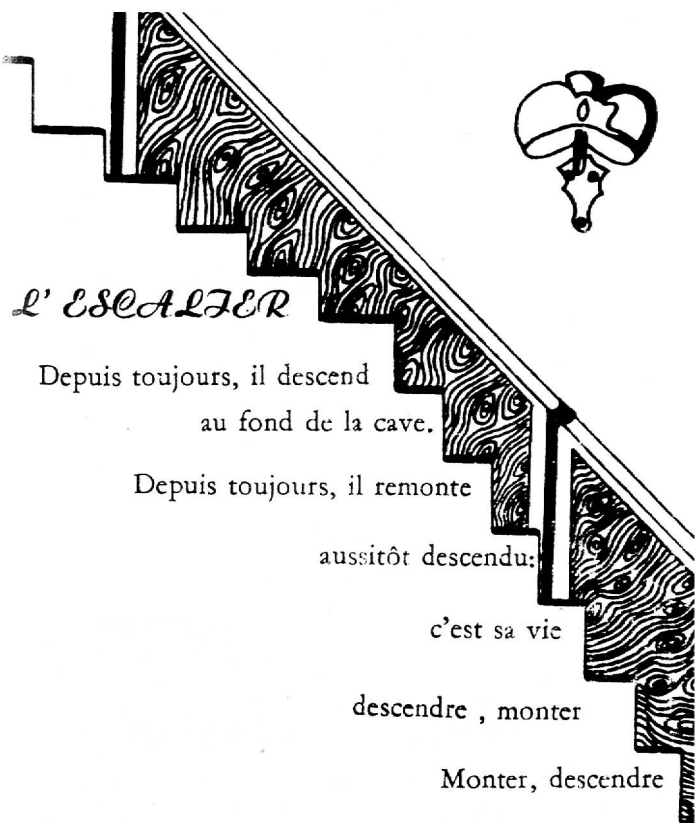 L' ESCALIER
Depuis toujours, il descend
au fond de la cave.
Depuis toujours, il remonte
aussitôt descendu:
c'est sa vie
descendre , monter
Monter, descendre